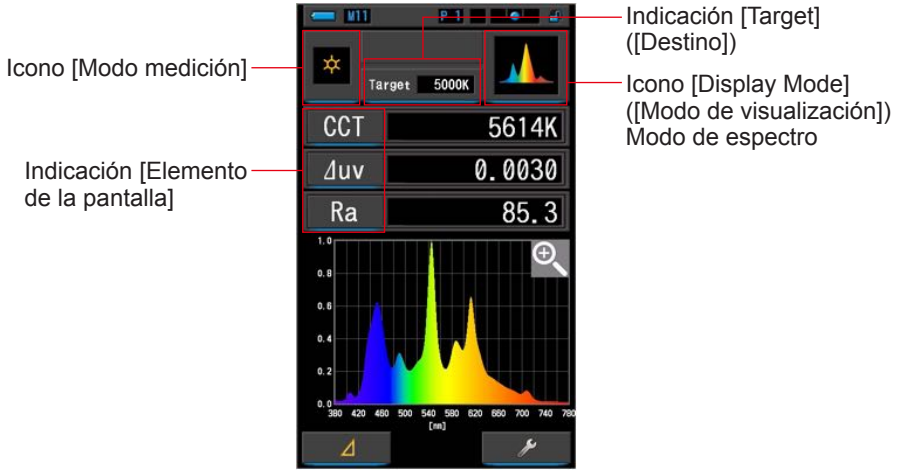 M11 P 1
Indicación [Target]
([Destino])
Icono [Modo medición]
Target 5000K
Icono [Display Mode]
([Modo de visualización])
Modo de espectro
CCT 5614K
Indicación [Elemento
de la pantalla]
⊿uv 0.0030
Ra 85.3
1.0
0.8
0.6
0.4
0.2
0.0
380 420 460 500 540 580 620 660 700 740 780
[nm]